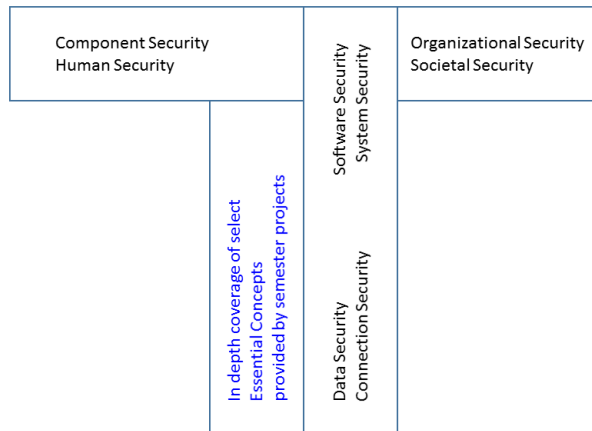 Component Security
Human Security
Software Security
System Security
Organizational Security
Societal Security
In depth coverage of select
Essential Concepts
provided by semester projects
Data Security
Connection Security